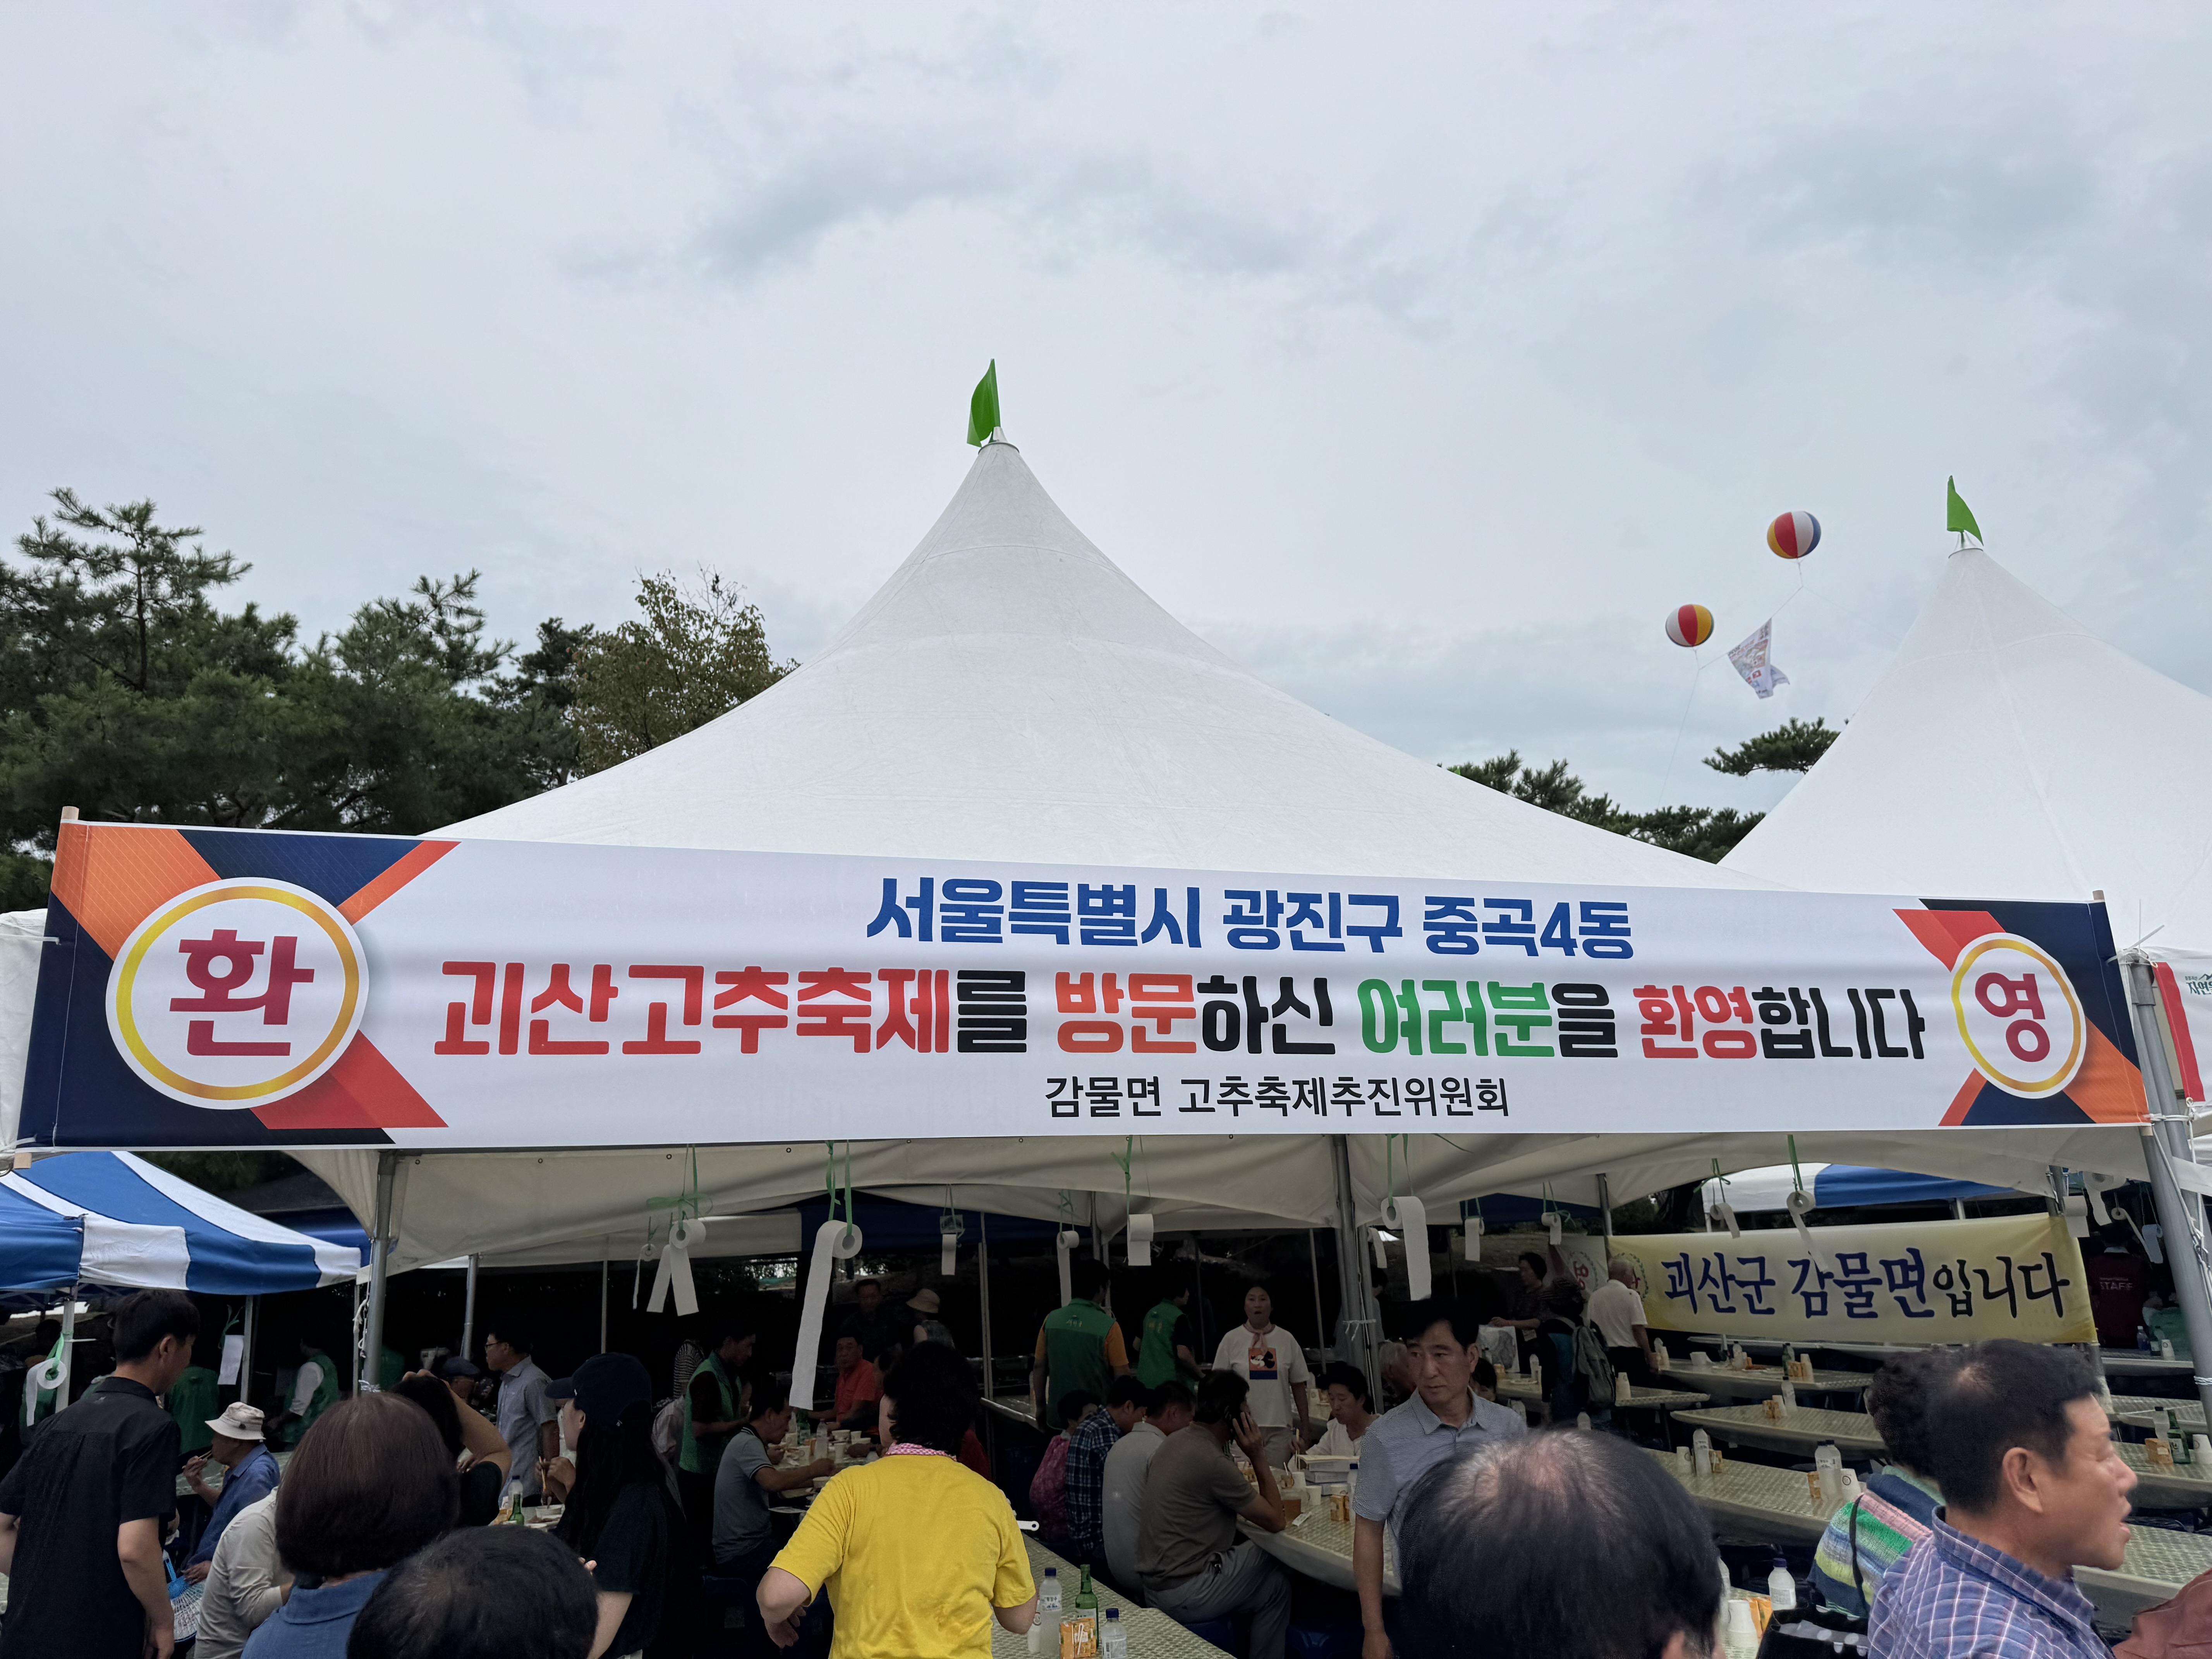 환
서울특별시 광진구 중곡4동
괴산고추축제를 방문하신 여러분을 환영합니다
감물면 고추축제추진위원회
영
괴산군 감물면입니다
STAFF